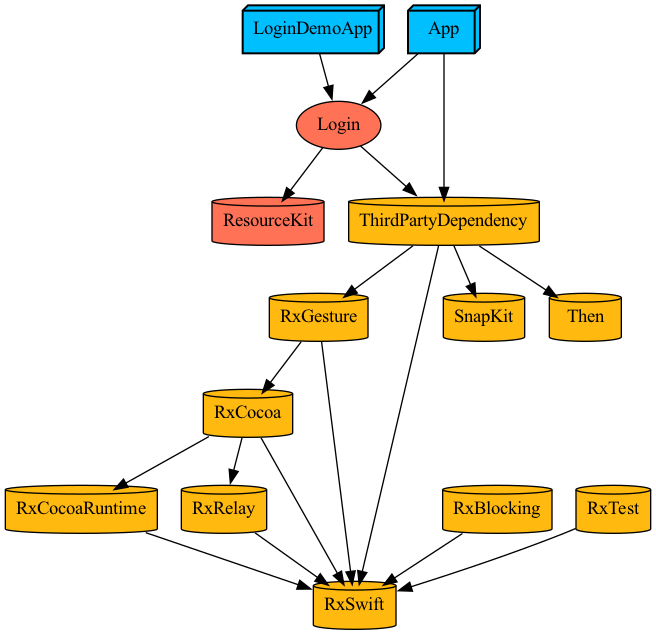 LoginDemoApp
App
Login
ResourceKit
ThirdPartyDependency
RxGesture
SnapKit
Then
RxCocoa
RxCocoaRuntime
RxRelay
RxBlocking
RxTest
RxSwift